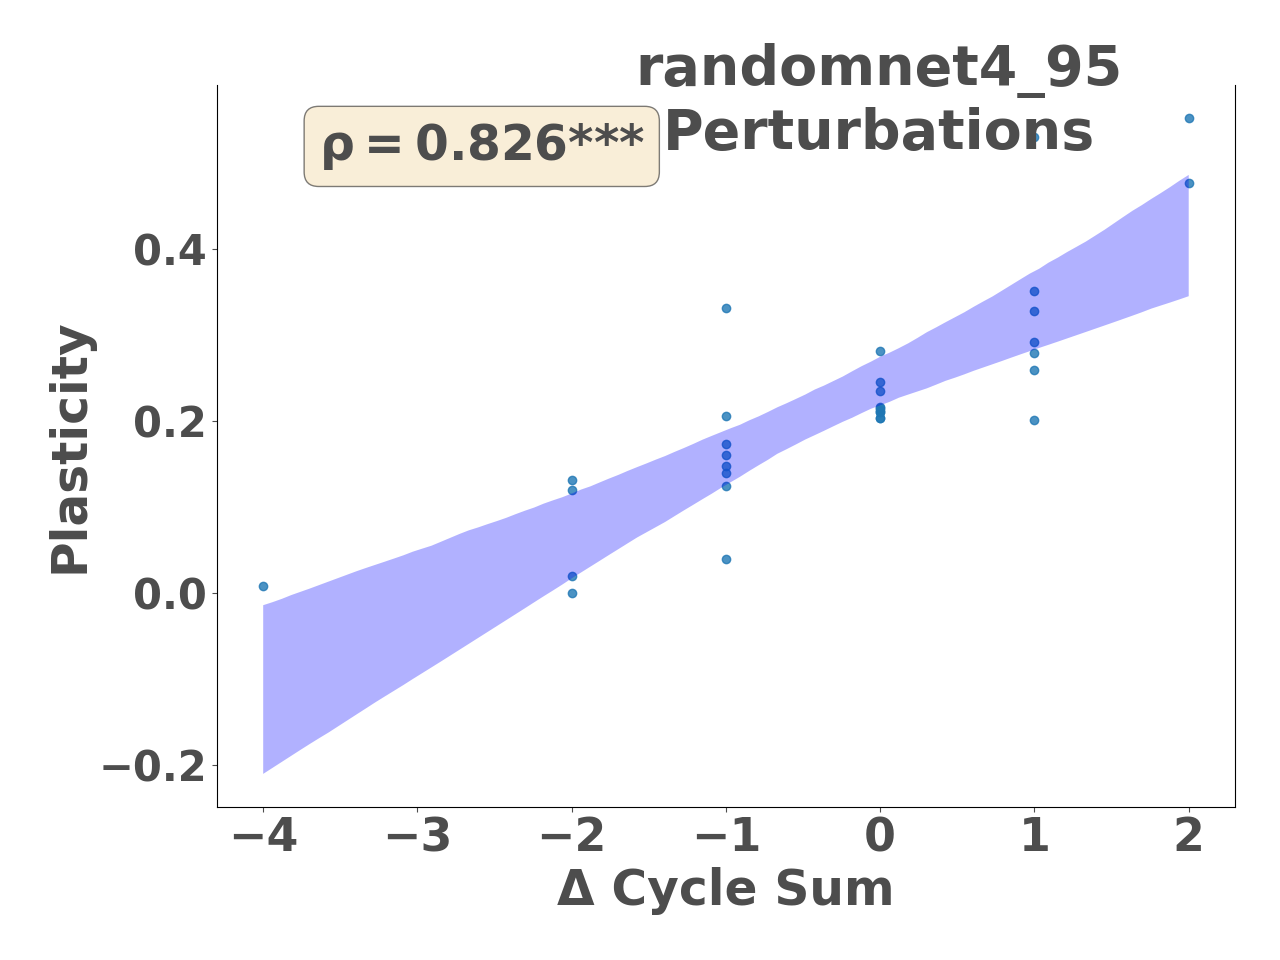 randomnet4_95
Perturbations
ρ = 0.826***
Plasticity
0.4
0.2
0.0
−0.2
−4 −3 −2 −1 0 1 2
Δ Cycle Sum